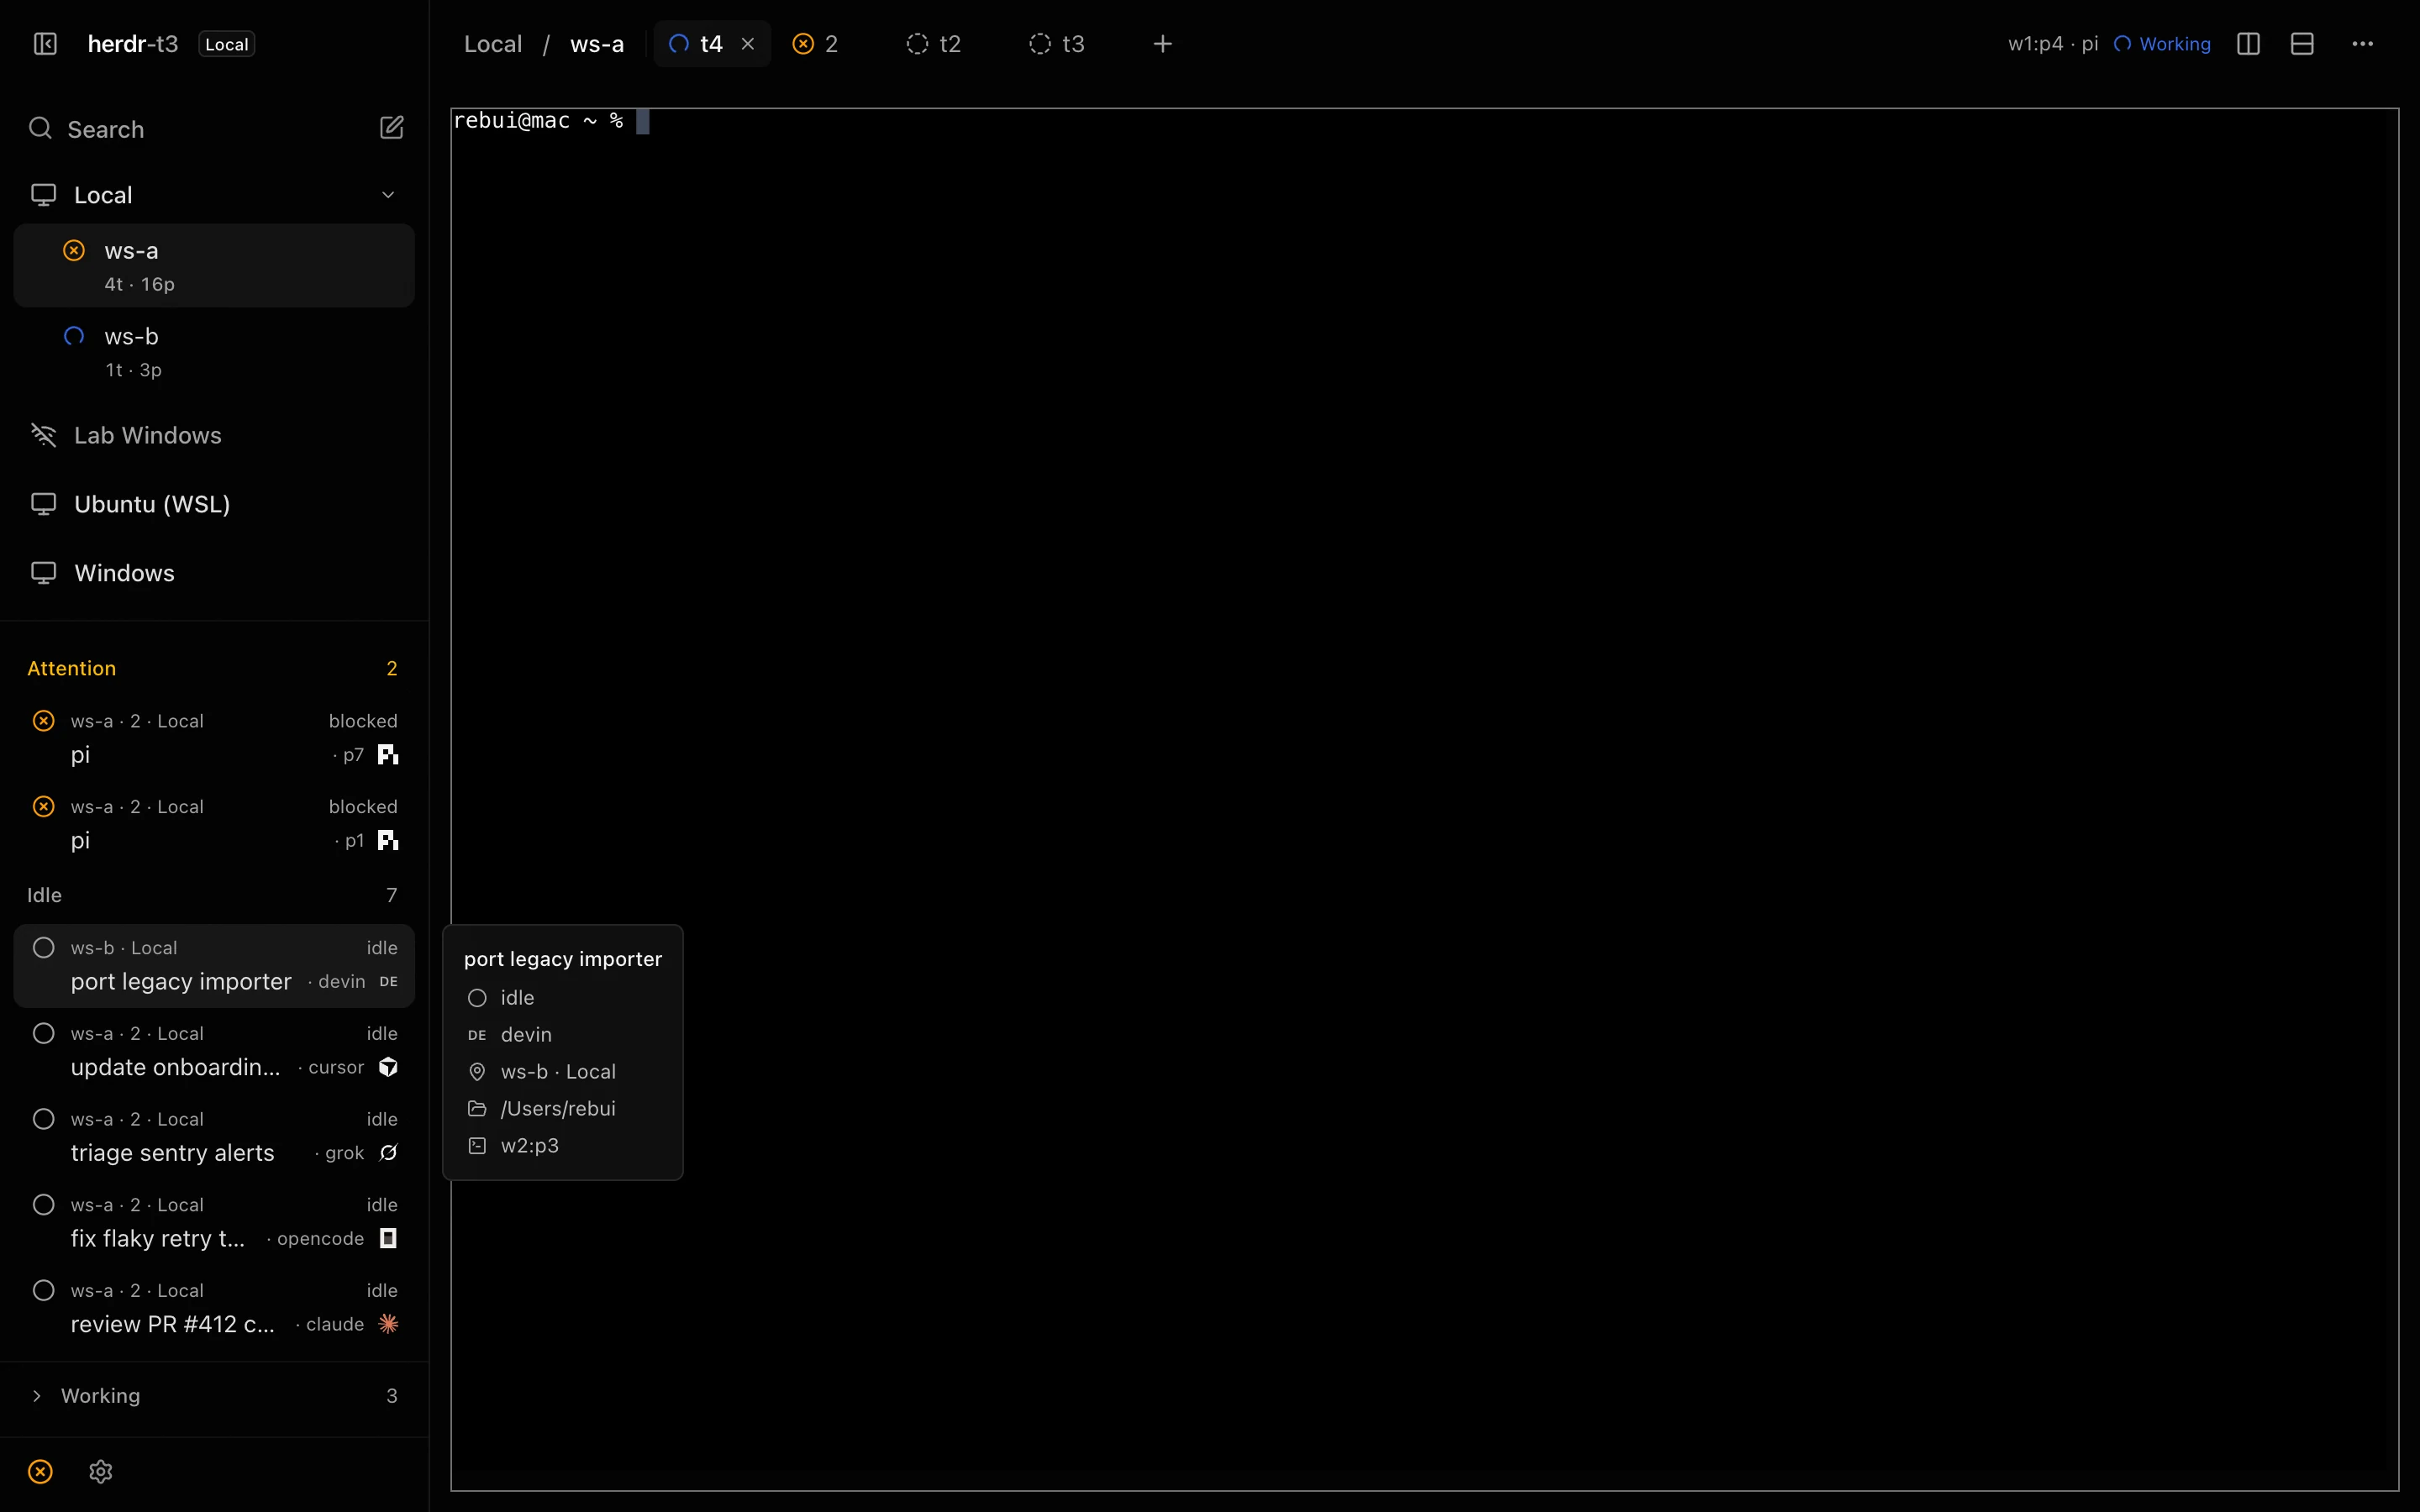 herdr-t3 Local
Search
Local
ws-a
4t · 16p
ws-b
1t · 3p
Lab Windows
Ubuntu (WSL)
Windows
Attention 2
ws-a · 2 · Local blocked
pi · p7
ws-a · 2 · Local blocked
pi · p1
Idle 7
ws-b · Local idle
port legacy importer · devin DE
ws-a · 2 · Local idle
update onboardin... · cursor
ws-a · 2 · Local idle
triage sentry alerts · grok
ws-a · 2 · Local idle
fix flaky retry t... · opencode
ws-a · 2 · Local idle
review PR #412 c... · claude
Working 3
Local / ws-a t4 2 t2 t3 w1:p4 · pi Working
rebui@mac ~ %
port legacy importer
idle
DE devin
ws-b · Local
/Users/rebui
w2:p3